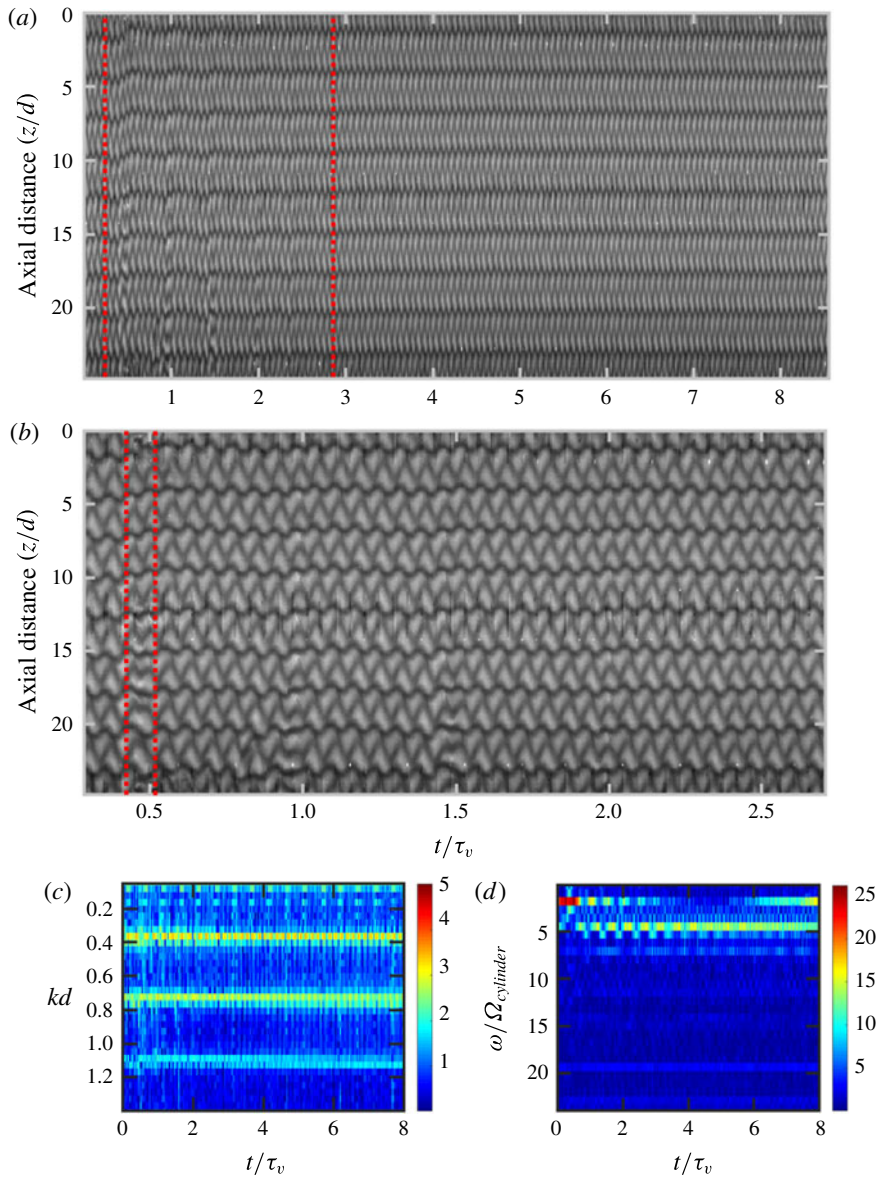 (a)
0
5
10
15
20
Axial distance (z/d)
1 2 3 4 5 6 7 8
(b)
0
5
10
15
20
Axial distance (z/d)
0.5 1.0 1.5 2.0 2.5
t/τv
(c)
0.2
0.4
0.6
0.8
1.0
1.2
kd
0 2 4 6 8
t/τv
5
4
3
2
1
(d)
5
10
15
20
ω/Ωcylinder
0 2 4 6 8
t/τv
25
20
15
10
5